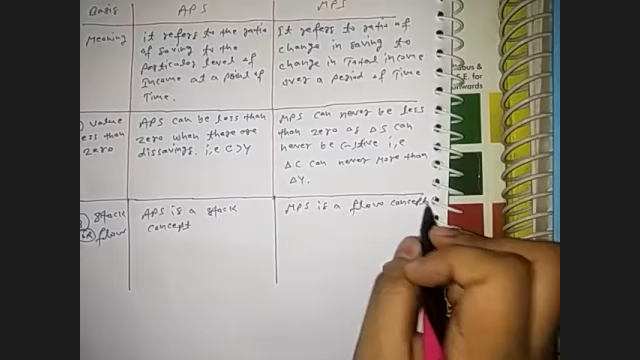 Basis
APS
MPS
Meaning
it refers to the ratio
of saving to the
particular level of
Income at a point of
Time.
It refers to ratio of
change in saving to
change in Total income
over a period of Time
value
less than
zero
APS can be less than
zero when there are
dissavings. i,e C>Y
MPS can never be less
than zero as ΔS can
never be i,e
ΔC can never more than
ΔY.
stock
OR
flow
APS is a stock
concept
MPS is a flow concept
& 
S.E. for